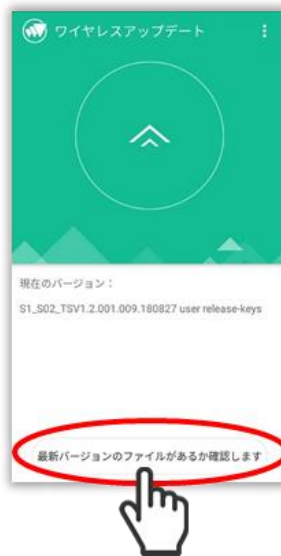 ワイヤレスアップデート
現在のバージョン：
S1_S02_TSV1.2.001.009.180827 user release-keys
最新バージョンのファイルがあるか確認します